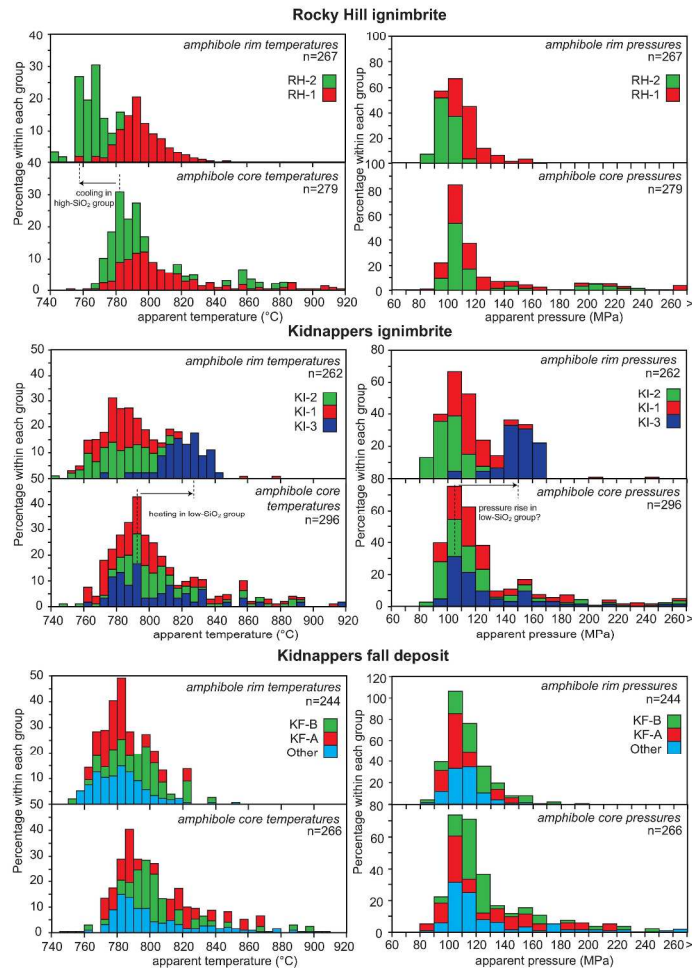 Rocky Hill ignimbrite
amphibole rim temperatures
n=267
RH-2
RH-1
Percentage within each group
40
30
20
10
40
amphibole core temperatures
n=279
cooling in
high-SiO₂ group
30
20
10
0
740 760 780 800 820 840 860 880 900 920
apparent temperature (°C)
amphibole rim pressures
n=267
RH-2
RH-1
Percentage within each group
100
80
60
40
20
100
amphibole core pressures
n=279
80
60
40
20
0
60 80 100 120 140 160 180 200 220 240 260 >
apparent pressure (MPa)
Kidnappers ignimbrite
amphibole rim temperatures
n=262
KI-2
KI-1
KI-3
Percentage within each group
50
40
30
20
10
50
amphibole core
temperatures
n=296
heating in low-SiO₂ group
40
30
20
10
0
740 760 780 800 820 840 860 880 900 920
apparent temperature (°C)
amphibole rim pressures
n=262
KI-2
KI-1
KI-3
Percentage within each group
80
60
40
20
80
amphibole core pressures
n=296
pressure rise in
low-SiO₂ group?
60
40
20
0
60 80 100 120 140 160 180 200 220 240 260 >
apparent pressure (MPa)
Kidnappers fall deposit
amphibole rim temperatures
n=244
KF-B
KF-A
Other
Percentage within each group
50
40
30
20
10
50
amphibole core temperatures
n=266
40
30
20
10
0
740 760 780 800 820 840 860 880 900 920
apparent temperature (°C)
amphibole rim pressures
n=244
KF-B
KF-A
Other
Percentage within each group
120
100
80
60
40
20
80
amphibole core pressures
n=266
60
40
20
0
60 80 100 120 140 160 180 200 220 240 260 >
apparent pressure (MPa)